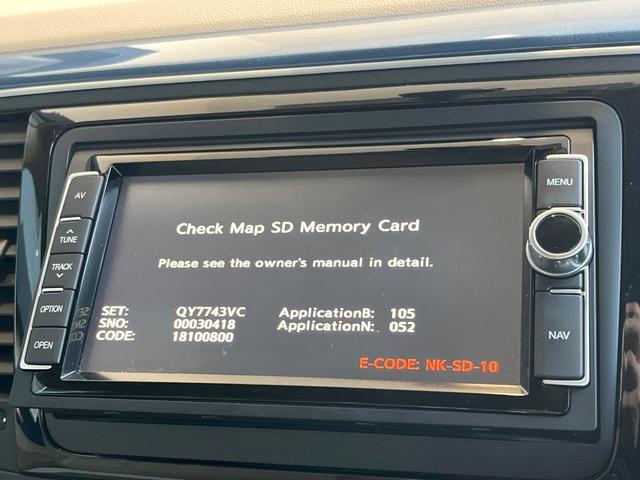 Check Map SD Memory Card
Please see the owner's manual in detail.
SET: QY7743VC ApplicationB: 105
SNO: 00030418 ApplicationN: 052
CODE: 18100800
E-CODE: NK-SD-10
AV
TUNE
TRACK
OPTION
OPEN
MENU
NAV